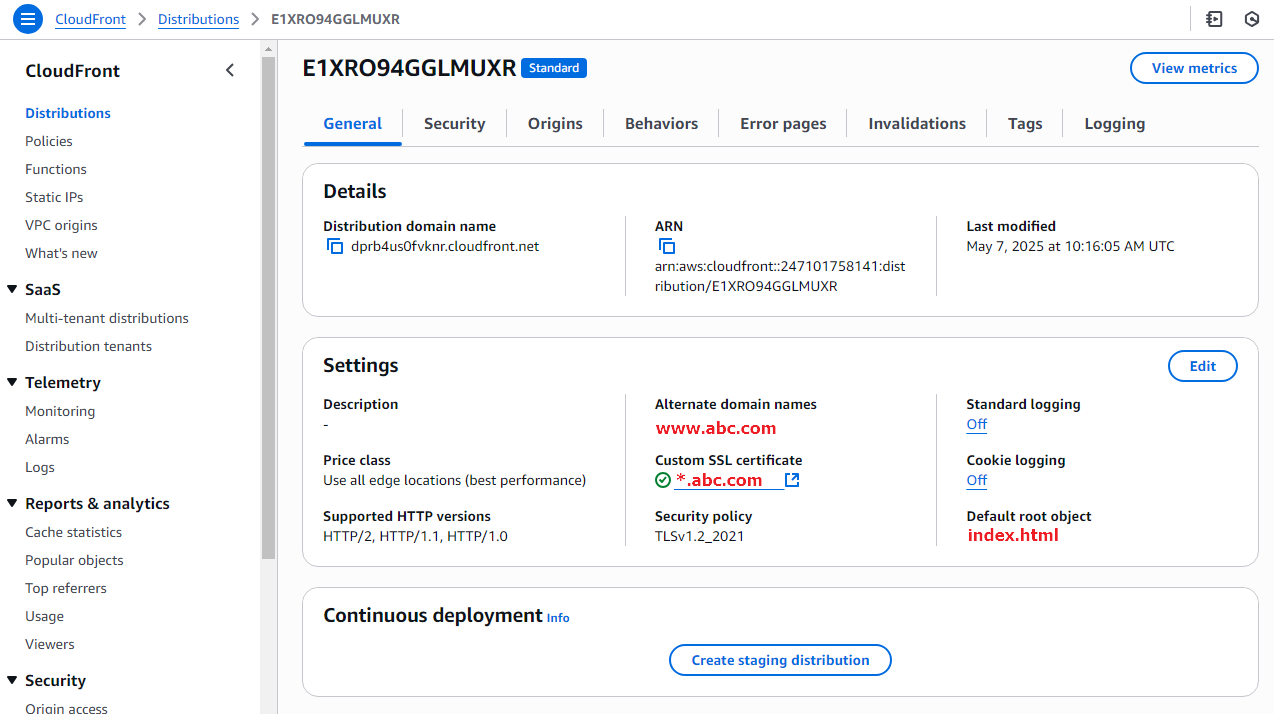 CloudFront > Distributions > E1XRO94GGLMUXR
CloudFront
Distributions
Policies
Functions
Static IPs
VPC origins
What's new
SaaS
Multi-tenant distributions
Distribution tenants
Telemetry
Monitoring
Alarms
Logs
Reports & analytics
Cache statistics
Popular objects
Top referrers
Usage
Viewers
Security
Origin access
E1XRO94GGLMUXR Standard
View metrics
General Security Origins Behaviors Error pages Invalidations Tags Logging
Details
Distribution domain name
dprb4us0fvknr.cloudfront.net
ARN
arn:aws:cloudfront::247101758141:dist
ribution/E1XRO94GGLMUXR
Last modified
May 7, 2025 at 10:16:05 AM UTC
Settings
Edit
Description
-
Price class
Use all edge locations (best performance)
Supported HTTP versions
HTTP/2, HTTP/1.1, HTTP/1.0
Alternate domain names
www.abc.com
Custom SSL certificate
*.abc.com
Security policy
TLSv1.2_2021
Standard logging
Off
Cookie logging
Off
Default root object
index.html
Continuous deployment Info
Create staging distribution